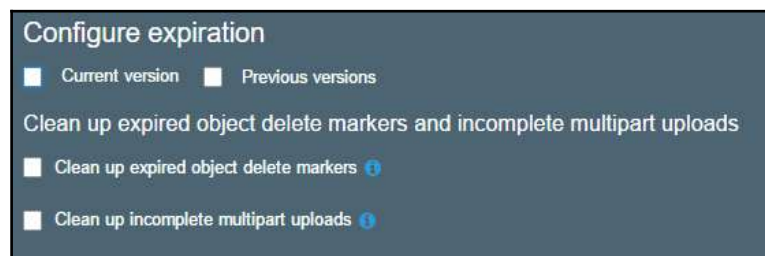 Configure expiration
Current version Previous versions
Clean up expired object delete markers and incomplete multipart uploads
Clean up expired object delete markers
Clean up incomplete multipart uploads